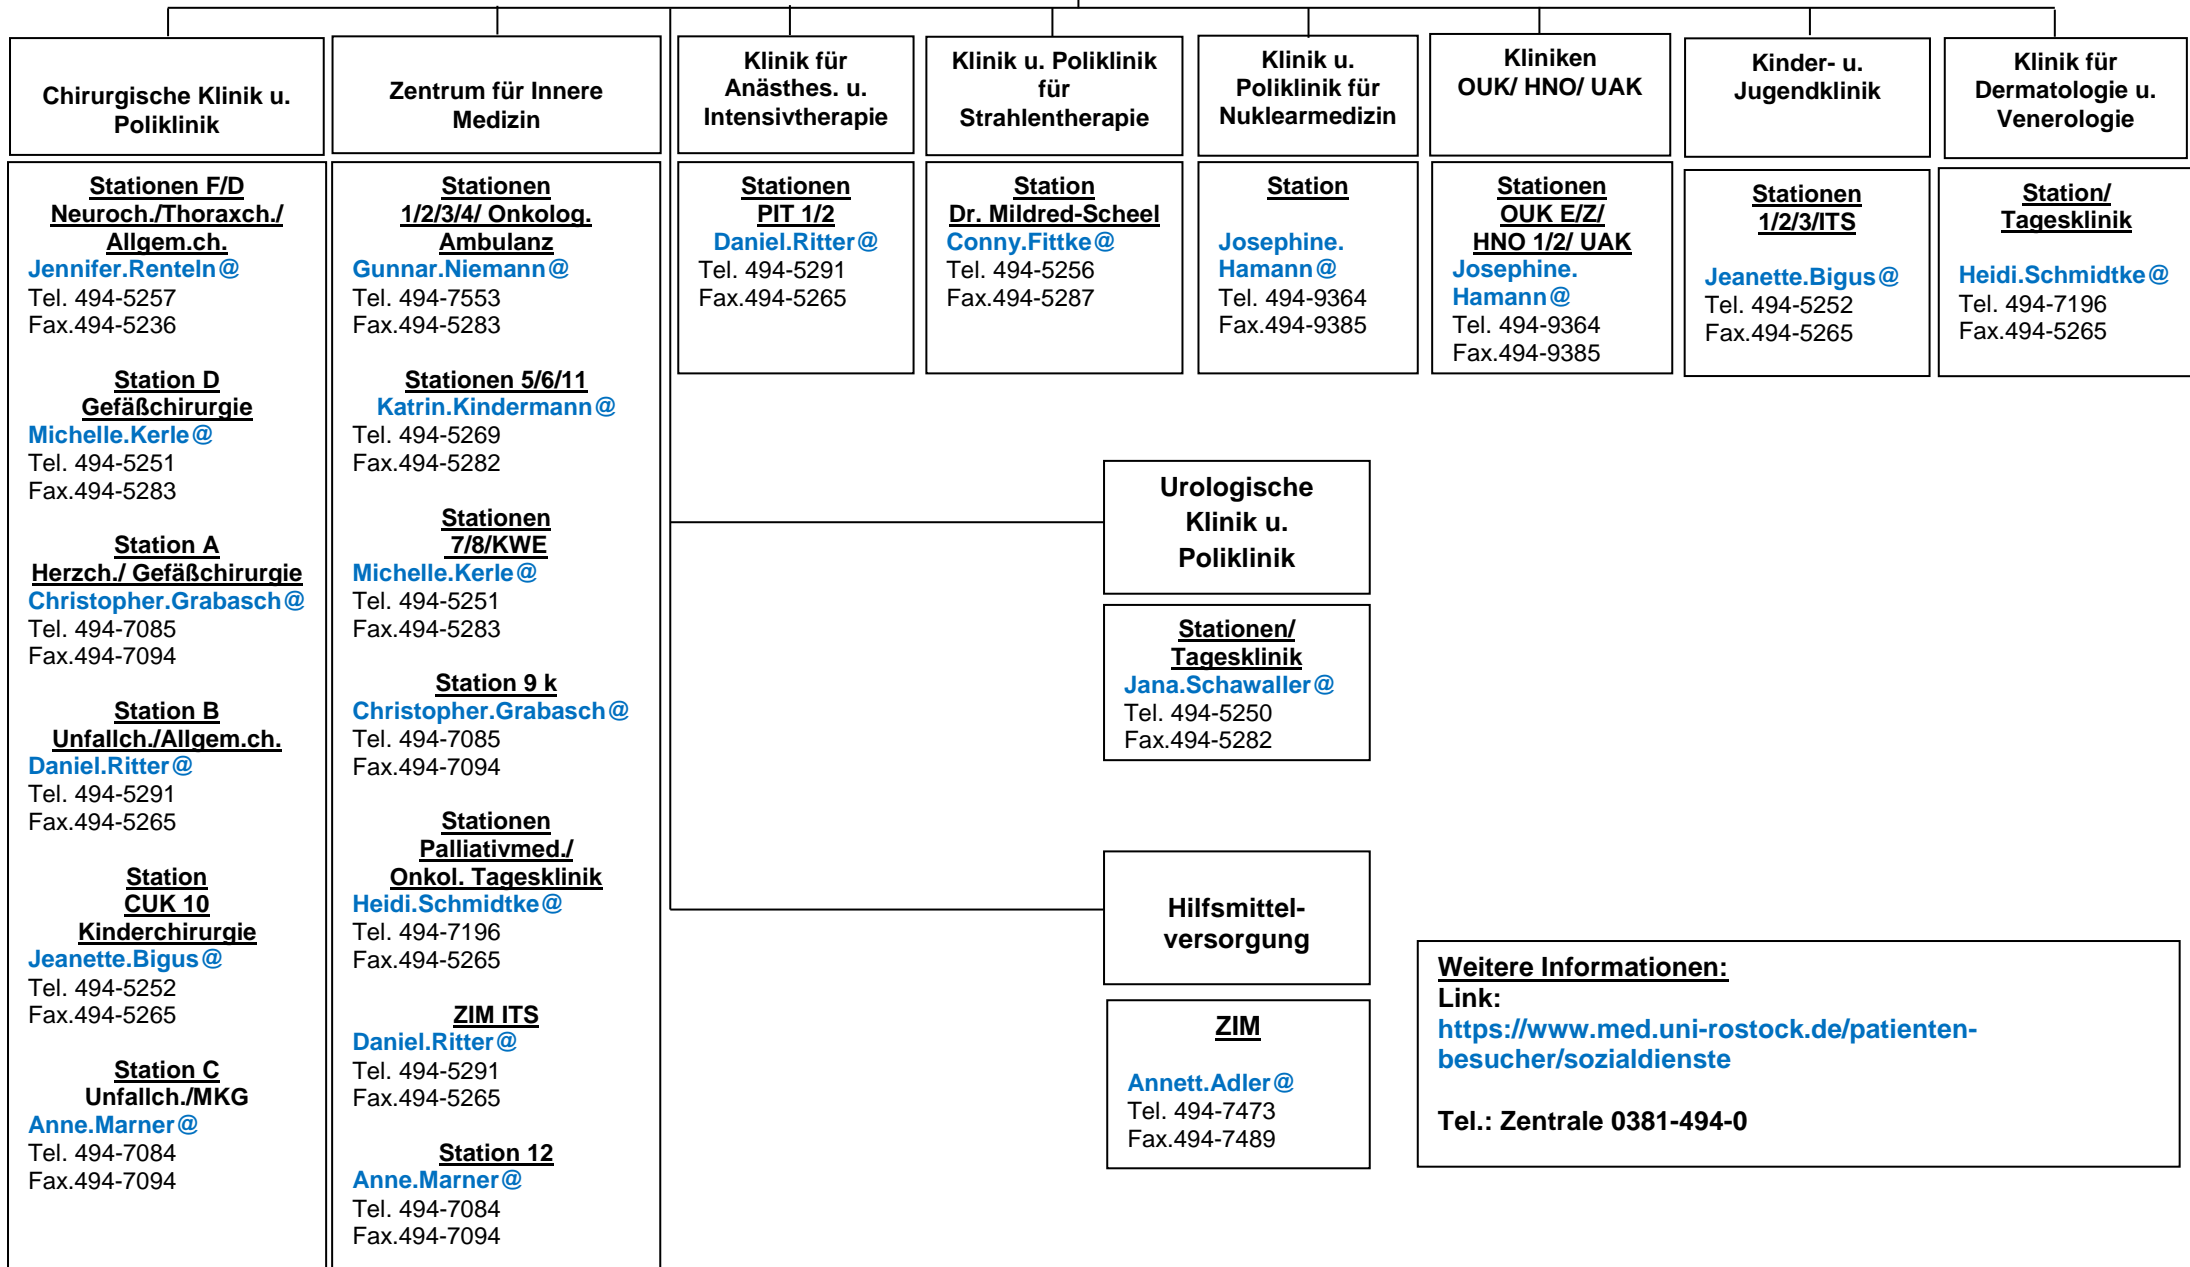 Chirurgische Klinik u.
Poliklinik
Stationen F/D
Neuroch./Thoraxch./
Allgem.ch.
Jennifer.Renteln@
Tel. 494-5257
Fax.494-5236
Station D
Gefäßchirurgie
Michelle.Kerle@
Tel. 494-5251
Fax.494-5283
Station A
Herzch./ Gefäßchirurgie
Christopher.Grabasch@
Tel. 494-7085
Fax.494-7094
Station B
Unfallch./Allgem.ch.
Daniel.Ritter@
Tel. 494-5291
Fax.494-5265
Station
CUK 10
Kinderchirurgie
Jeanette.Bigus@
Tel. 494-5252
Fax.494-5265
Station C
Unfallch./MKG
Anne.Marner@
Tel. 494-7084
Fax.494-7094
Zentrum für Innere
Medizin
Stationen
1/2/3/4/ Onkolog.
Ambulanz
Gunnar.Niemann@
Tel. 494-7553
Fax.494-5283
Stationen 5/6/11
Katrin.Kindermann@
Tel. 494-5269
Fax.494-5282
Stationen
7/8/KWE
Michelle.Kerle@
Tel. 494-5251
Fax.494-5283
Station 9 k
Christopher.Grabasch@
Tel. 494-7085
Fax.494-7094
Stationen
Palliativmed./
Onkol. Tagesklinik
Heidi.Schmidtke@
Tel. 494-7196
Fax.494-5265
ZIM ITS
Daniel.Ritter@
Tel. 494-5291
Fax.494-5265
Station 12
Anne.Marner@
Tel. 494-7084
Fax.494-7094
Klinik für
Anästhes. u.
Intensivtherapie
Stationen
PIT 1/2
Daniel.Ritter@
Tel. 494-5291
Fax.494-5265
Klinik u. Poliklinik
für
Strahlentherapie
Station
Dr. Mildred-Scheel
Conny.Fittke@
Tel. 494-5256
Fax.494-5287
Klinik u.
Poliklinik für
Nuklearmedizin
Station
Josephine.
Hamann@
Tel. 494-9364
Fax.494-9385
Kliniken
OUK/ HNO/ UAK
Stationen
OUK E/Z/
HNO 1/2/ UAK
Josephine.
Hamann@
Tel. 494-9364
Fax.494-9385
Kinder- u.
Jugendklinik
Stationen
1/2/3/ITS
Jeanette.Bigus@
Tel. 494-5252
Fax.494-5265
Klinik für
Dermatologie u.
Venerologie
Station/
Tagesklinik
Heidi.Schmidtke@
Tel. 494-7196
Fax.494-5265
Urologische
Klinik u.
Poliklinik
Stationen/
Tagesklinik
Jana.Schawaller@
Tel. 494-5250
Fax.494-5282
Hilfsmittel-
versorgung
ZIM
Annett.Adler@
Tel. 494-7473
Fax.494-7489
Weitere Informationen:
Link:
https://www.med.uni-rostock.de/patienten-
besucher/sozialdienste
Tel.: Zentrale 0381-494-0